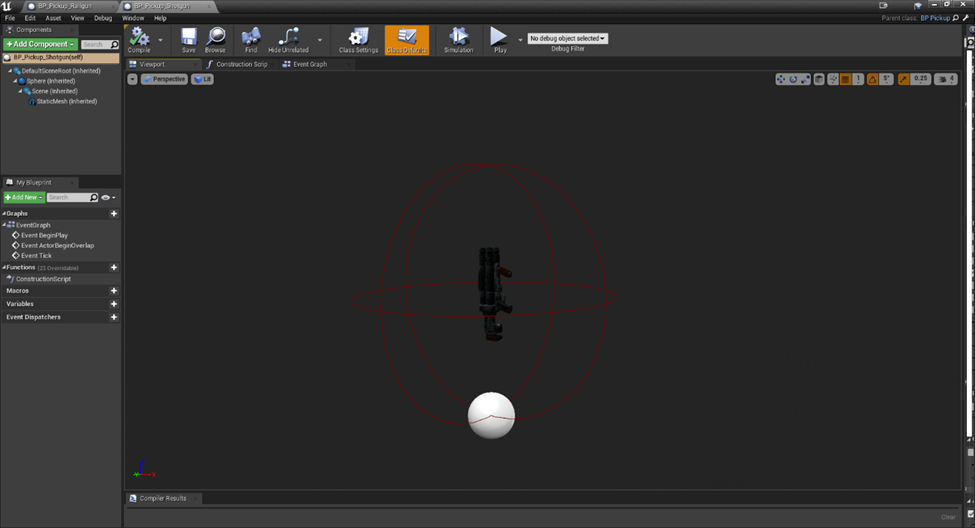 BP_Pickup_Railgun BP_Pickup_Shotgun
File Edit Asset View Debug Window Help Parent class: BP Pickup
Components
+Add Component Search
Compile Save Browse Find Hide Unrelated Class Settings Class Defaults Simulation Play No debug object selected
Debug Filter
BP_Pickup_Shotgun(self)
Viewport Construction Scrip Event Graph
DefaultSceneRoot (Inherited)
Perspective Lit 1 5° 0.25 4
Sphere (Inherited)
Scene (Inherited)
StaticMesh (Inherited)
My Blueprint
+Add New Search
Graphs
EventGraph
Event BeginPlay
Event ActorBeginOverlap
Event Tick
Functions (23 Overridable)
ConstructionScript
Macros
Variables
Event Dispatchers
Compiler Results
Clear